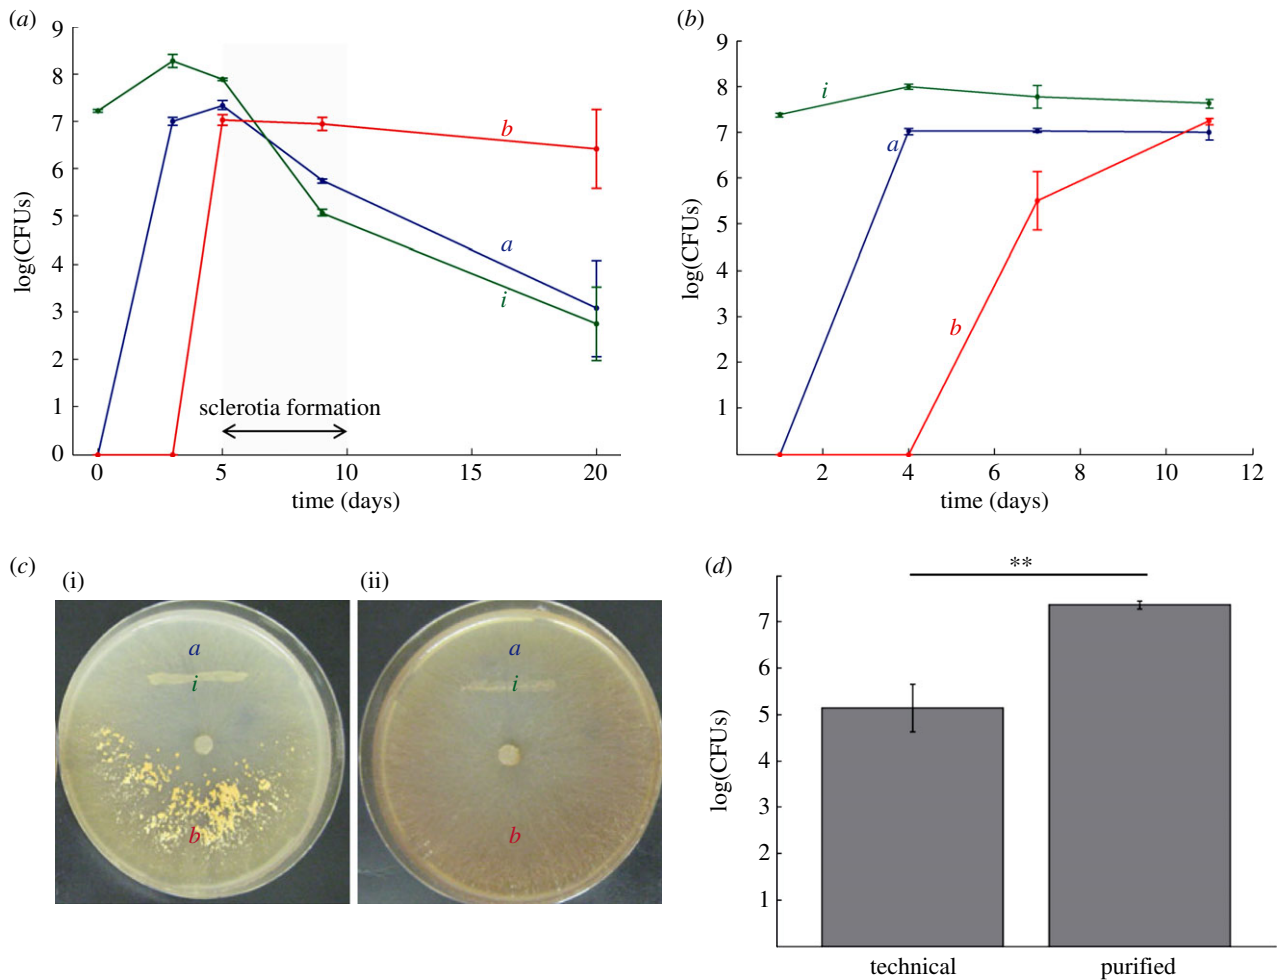 (a)
9
8
7
6
5
4
3
2
1
0
log(CFUs)
b
a
i
sclerotia formation
0 5 10 15 20
time (days)
(b)
9
8
7
6
5
4
3
2
1
log(CFUs)
i
a
b
2 4 6 8 10 12
time (days)
(c)
(i)
a
i
b
(ii)
a
i
b
(d)
**
7
6
5
4
3
2
1
log(CFUs)
technical purified